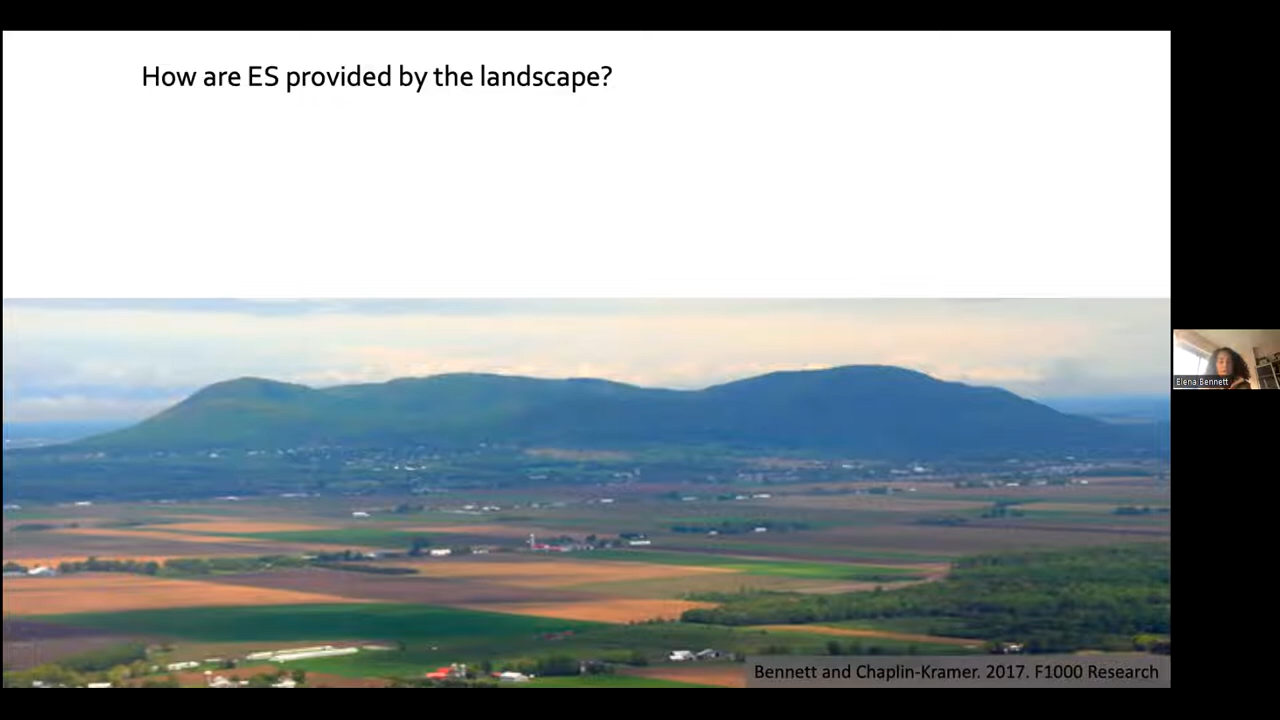 How are ES provided by the landscape?
Elena Bennett
Bennett and Chaplin-Kramer. 2017. F1000 Research